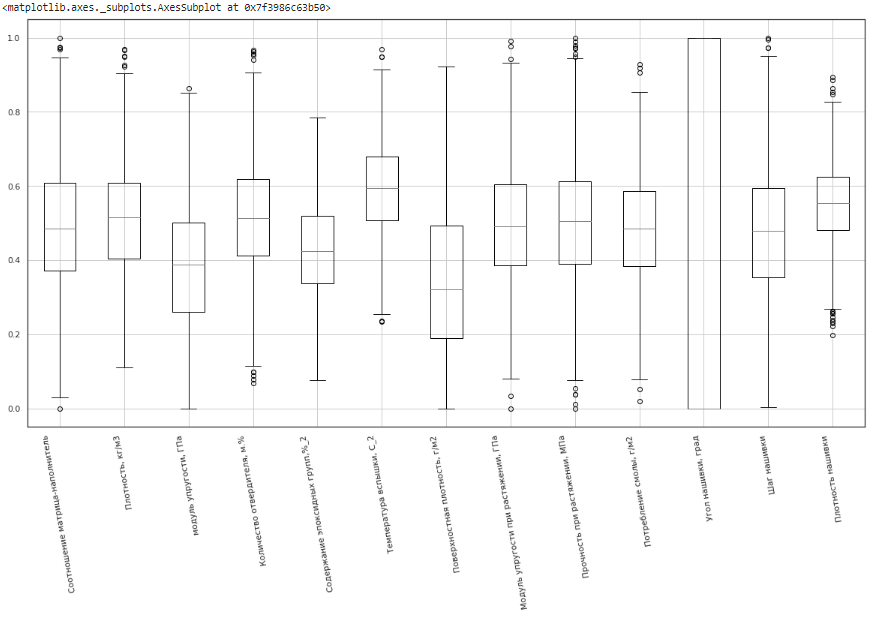 <matplotlib.axes._subplots.AxesSubplot at 0x7f3986c63b50>
1.0
0.8
0.6
0.4
0.2
0.0
Соотношение матрица-наполнитель
Плотность, кг/м3
модуль упругости, ГПа
Количество отвердителя, м.%
Содержание эпоксидных групп,%_2
Температура вспышки, С_2
Поверхностная плотность, г/м2
Модуль упругости при растяжении, ГПа
Прочность при растяжении, МПа
Потребление смолы, г/м2
Угол нашивки, град
Шаг нашивки
Плотность нашивки